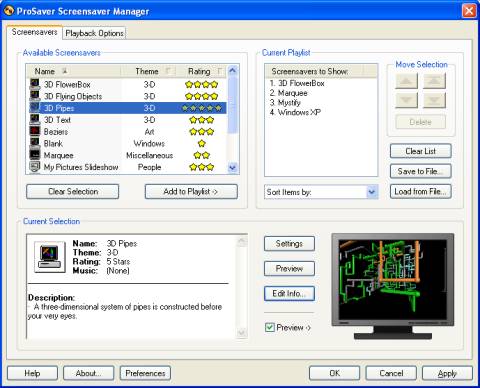 ProSaver Screensaver Manager
Screensavers Playback Options
Available Screensavers
Name Theme Rating
3D FlowerBox 3-D
3D Flying Objects 3-D
3D Pipes 3-D
3D Text 3-D
Beziers Art
Blank Windows
Marquee Miscellaneous
My Pictures Slideshow People
Clear Selection Add to Playlist ->
Current Playlist
Screensavers to Show:
1. 3D FlowerBox
2. Marquee
3. Mystify
4. Windows XP
Sort Items by:
Move Selection
Delete
Clear List
Save to File...
Load from File...
Current Selection
Name: 3D Pipes
Theme: 3-D
Rating: 5 Stars
Music: (None)
Description:
- A three-dimensional system of pipes is constructed before
your very eyes.
Settings
Preview
Edit Info...
Preview ->
Help About... Preferences OK Cancel Apply